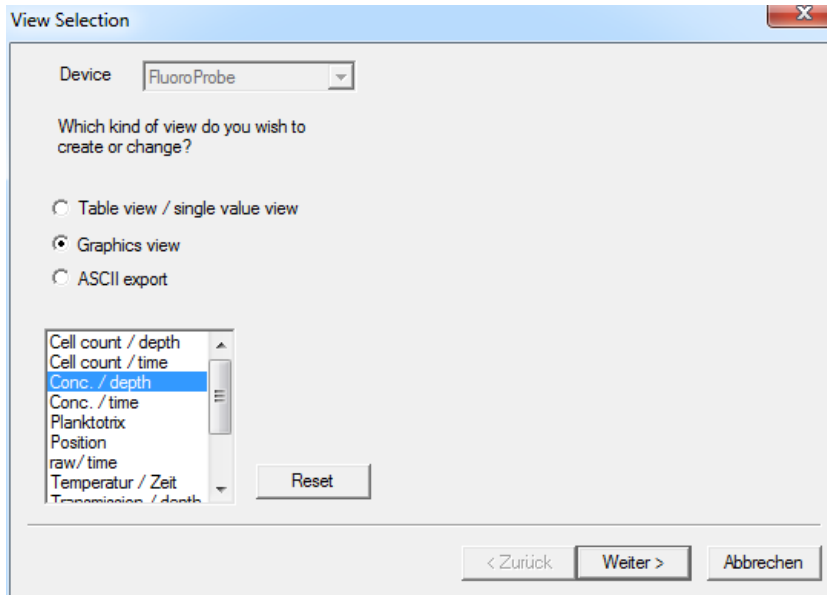 View Selection
Device FluoroProbe
Which kind of view do you wish to
create or change?
Table view / single value view
Graphics view
ASCII export
Cell count / depth
Cell count / time
Conc. / depth
Conc. / time
Planktotrix
Position
raw/time
Temperatur / Zeit
Transmission / depth
Reset
< Zurück Weiter > Abbrechen